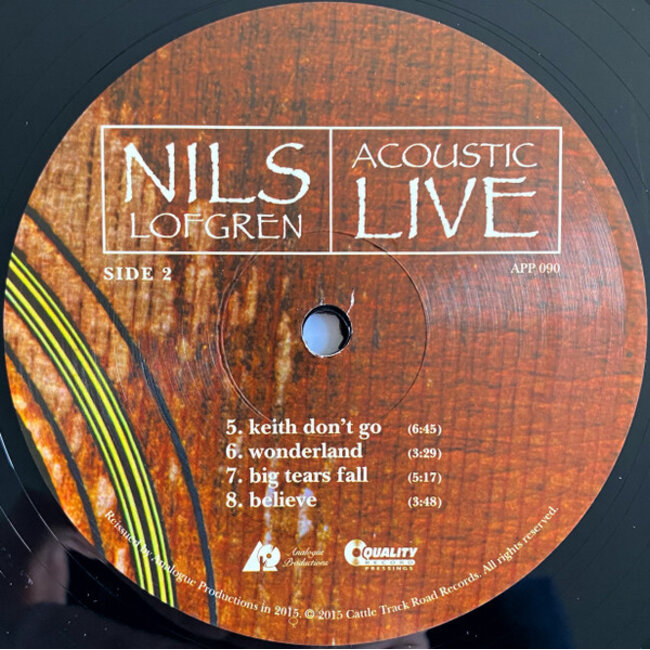 NILS
LOFGREN
ACOUSTIC
LIVE
SIDE 2
APP 090
5. keith don't go (6:45)
6. wonderland (3:29)
7. big tears fall (5:17)
8. believe (3:48)
Analogue
Productions
QUALITY
RECORD
PRESSINGS
Reissued by Analogue Productions in 2015. © 2015 Cattle Track Road Records. All rights reserved.